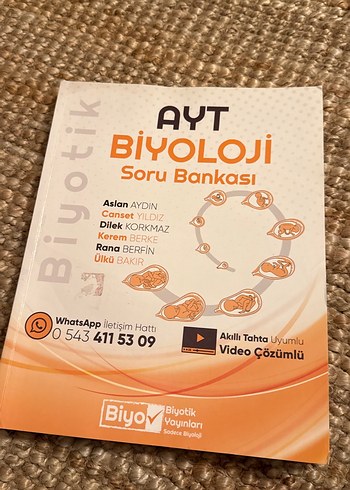 Biyotik
AYT
BİYOLOJİ
Soru Bankası
Aslan AYDIN
Canset YILDIZ
Dilek KORKMAZ
Kerem BERKE
Rana BERFİN
Ülkü BAKIR
WhatsApp İletişim Hattı
0 543 411 53 09
Akıllı Tahta Uyumlu
Video Çözümlü
Biyo
Biyotik
Yayınları
Sadece Biyoloji